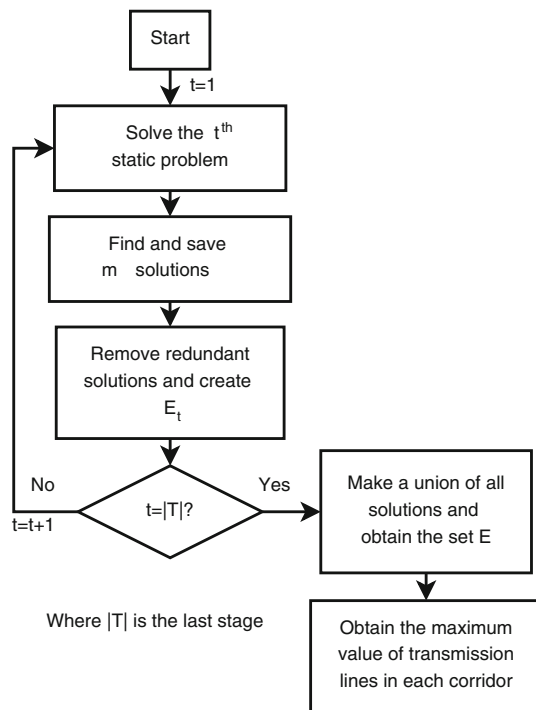 Start
t=1
Solve the t^th
static problem
Find and save
m solutions
Remove redundant
solutions and create
E_t
No
t=|T|?
Yes
t=t+1
Make a union of all
solutions and
obtain the set E
Where |T| is the last stage
Obtain the maximum
value of transmission
lines in each corridor